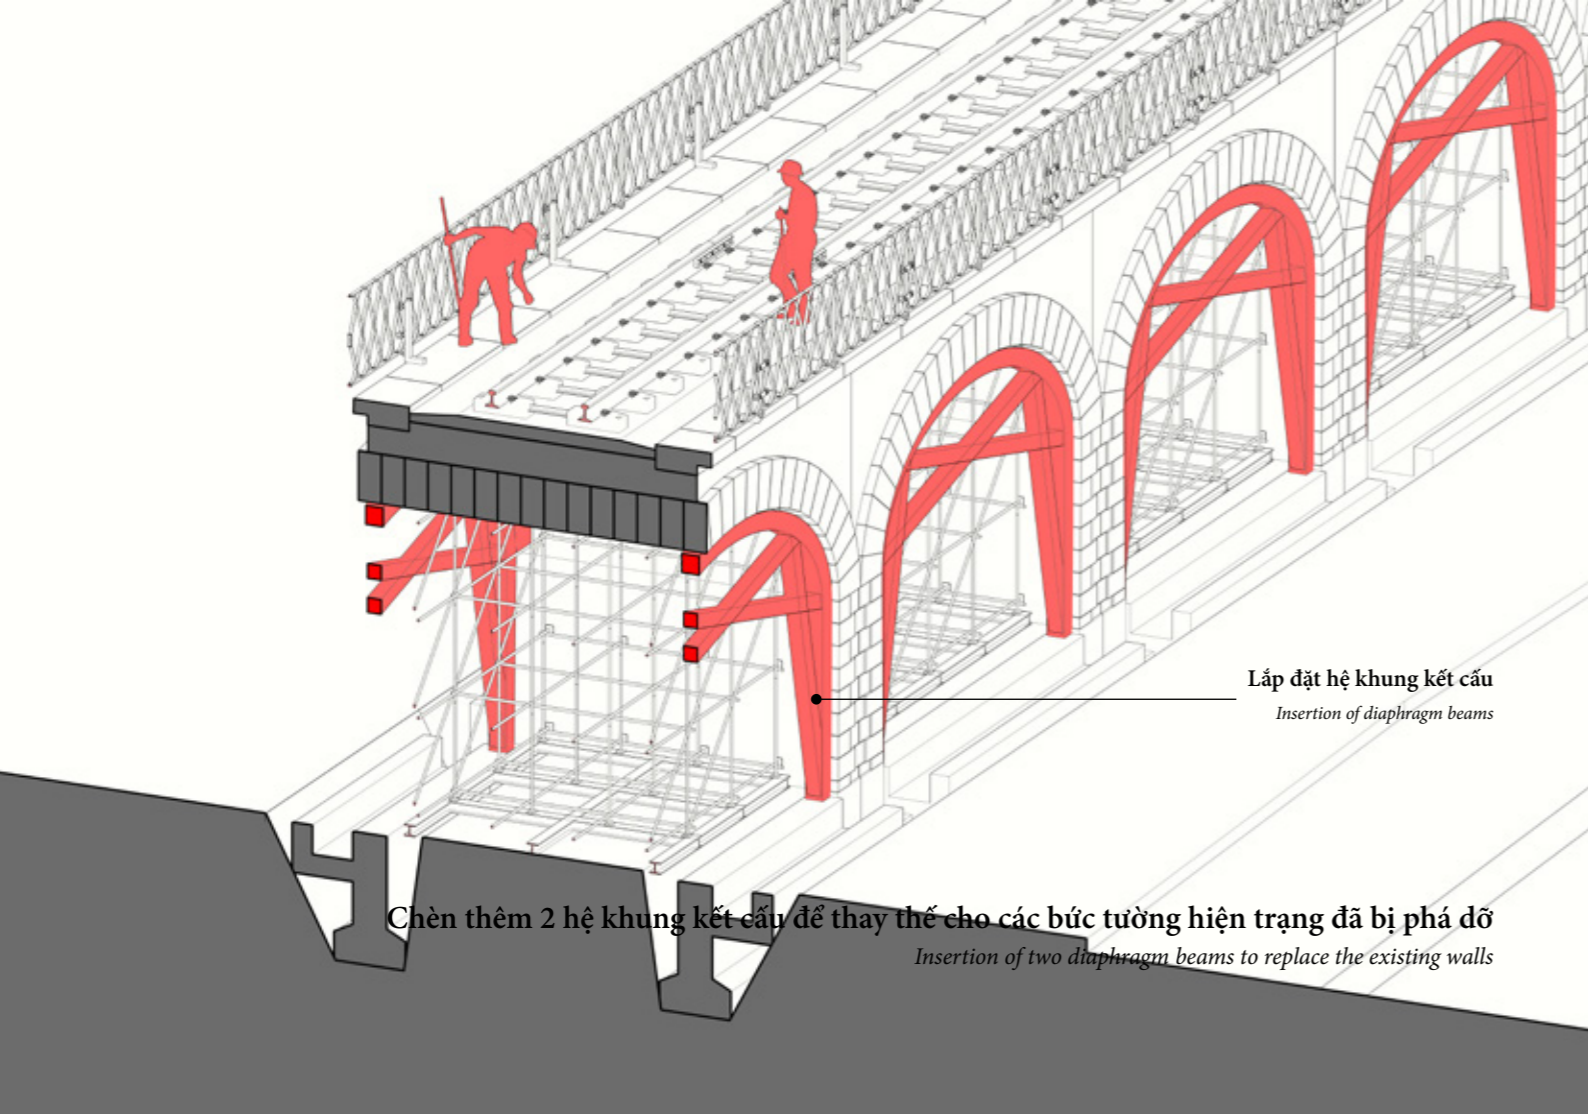 Lắp đặt hệ khung kết cấu
Insertion of diaphragm beams
Chèn thêm 2 hệ khung kết cấu để thay thế cho các bức tường hiện trạng đã bị phá dỡ
Insertion of two diaphragm beams to replace the existing walls